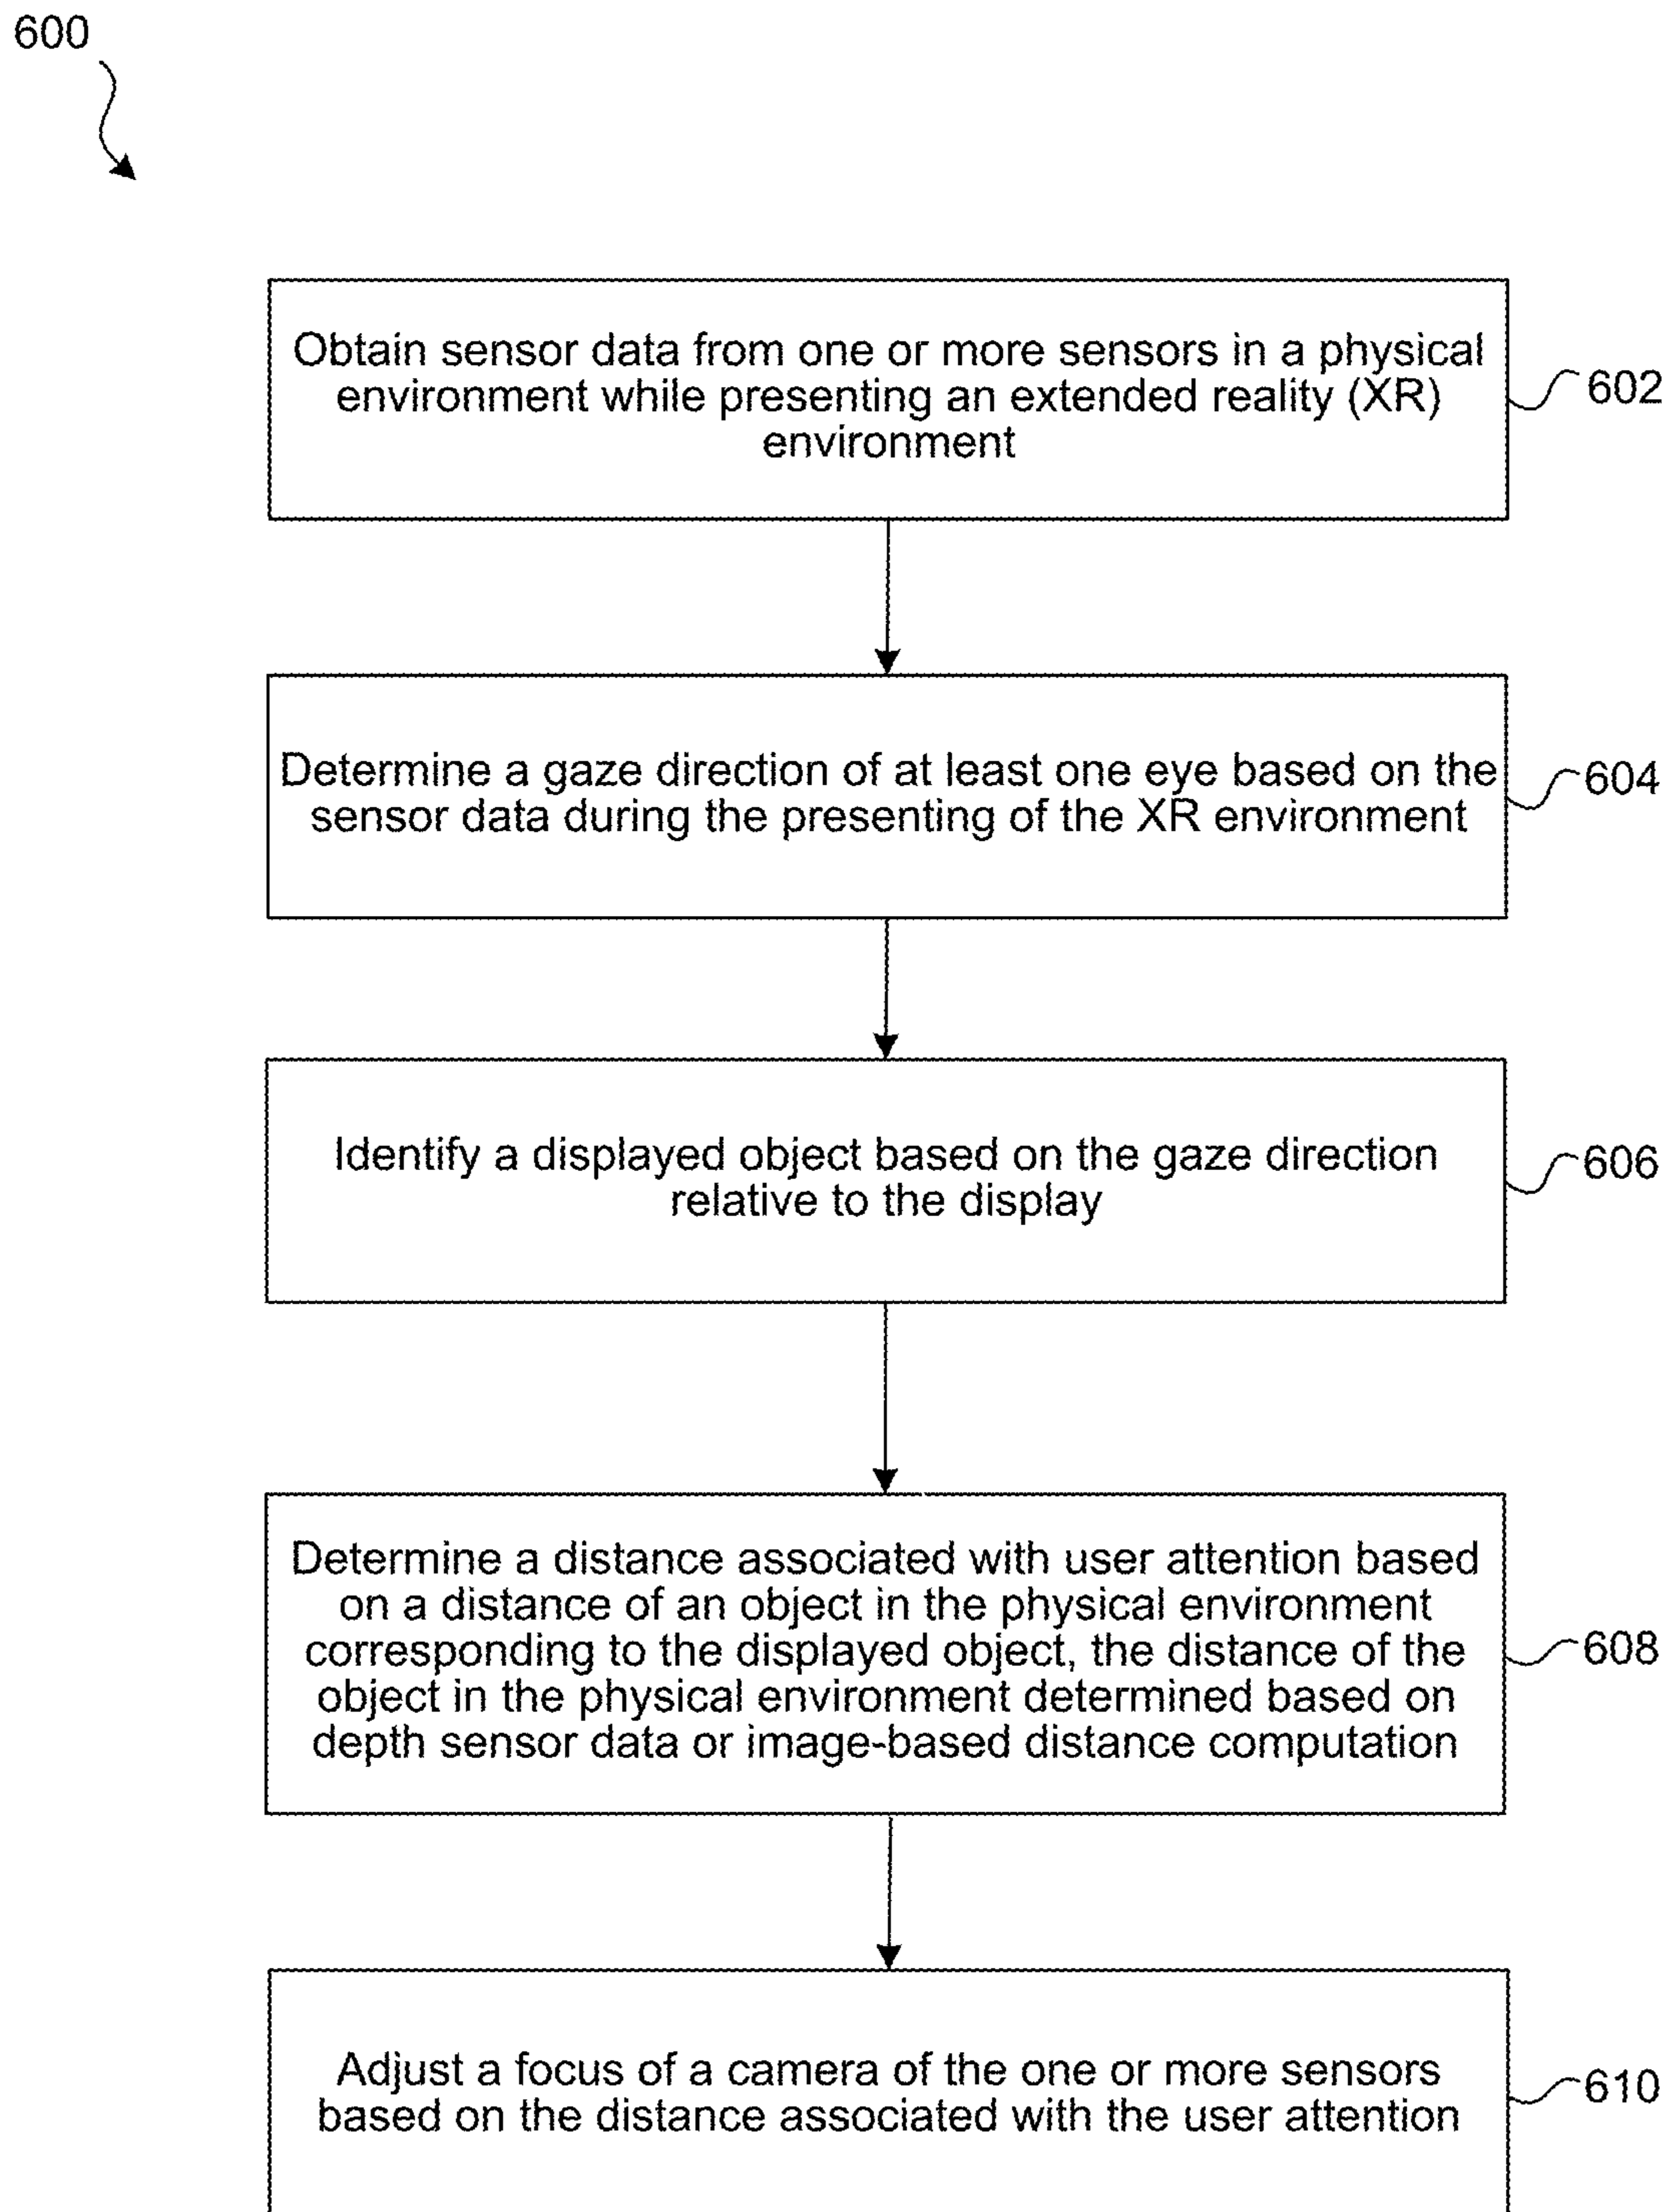 600
Obtain sensor data from one or more sensors in a physical
environment while presenting an extended reality (XR)
environment
602
Determine a gaze direction of at least one eye based on the
sensor data during the presenting of the XR environment
604
Identify a displayed object based on the gaze direction
relative to the display
606
Determine a distance associated with user attention based
on a distance of an object in the physical environment
corresponding to the displayed object, the distance of the
object in the physical environment determined based on
depth sensor data or image-based distance computation
608
Adjust a focus of a camera of the one or more sensors
based on the distance associated with the user attention
610